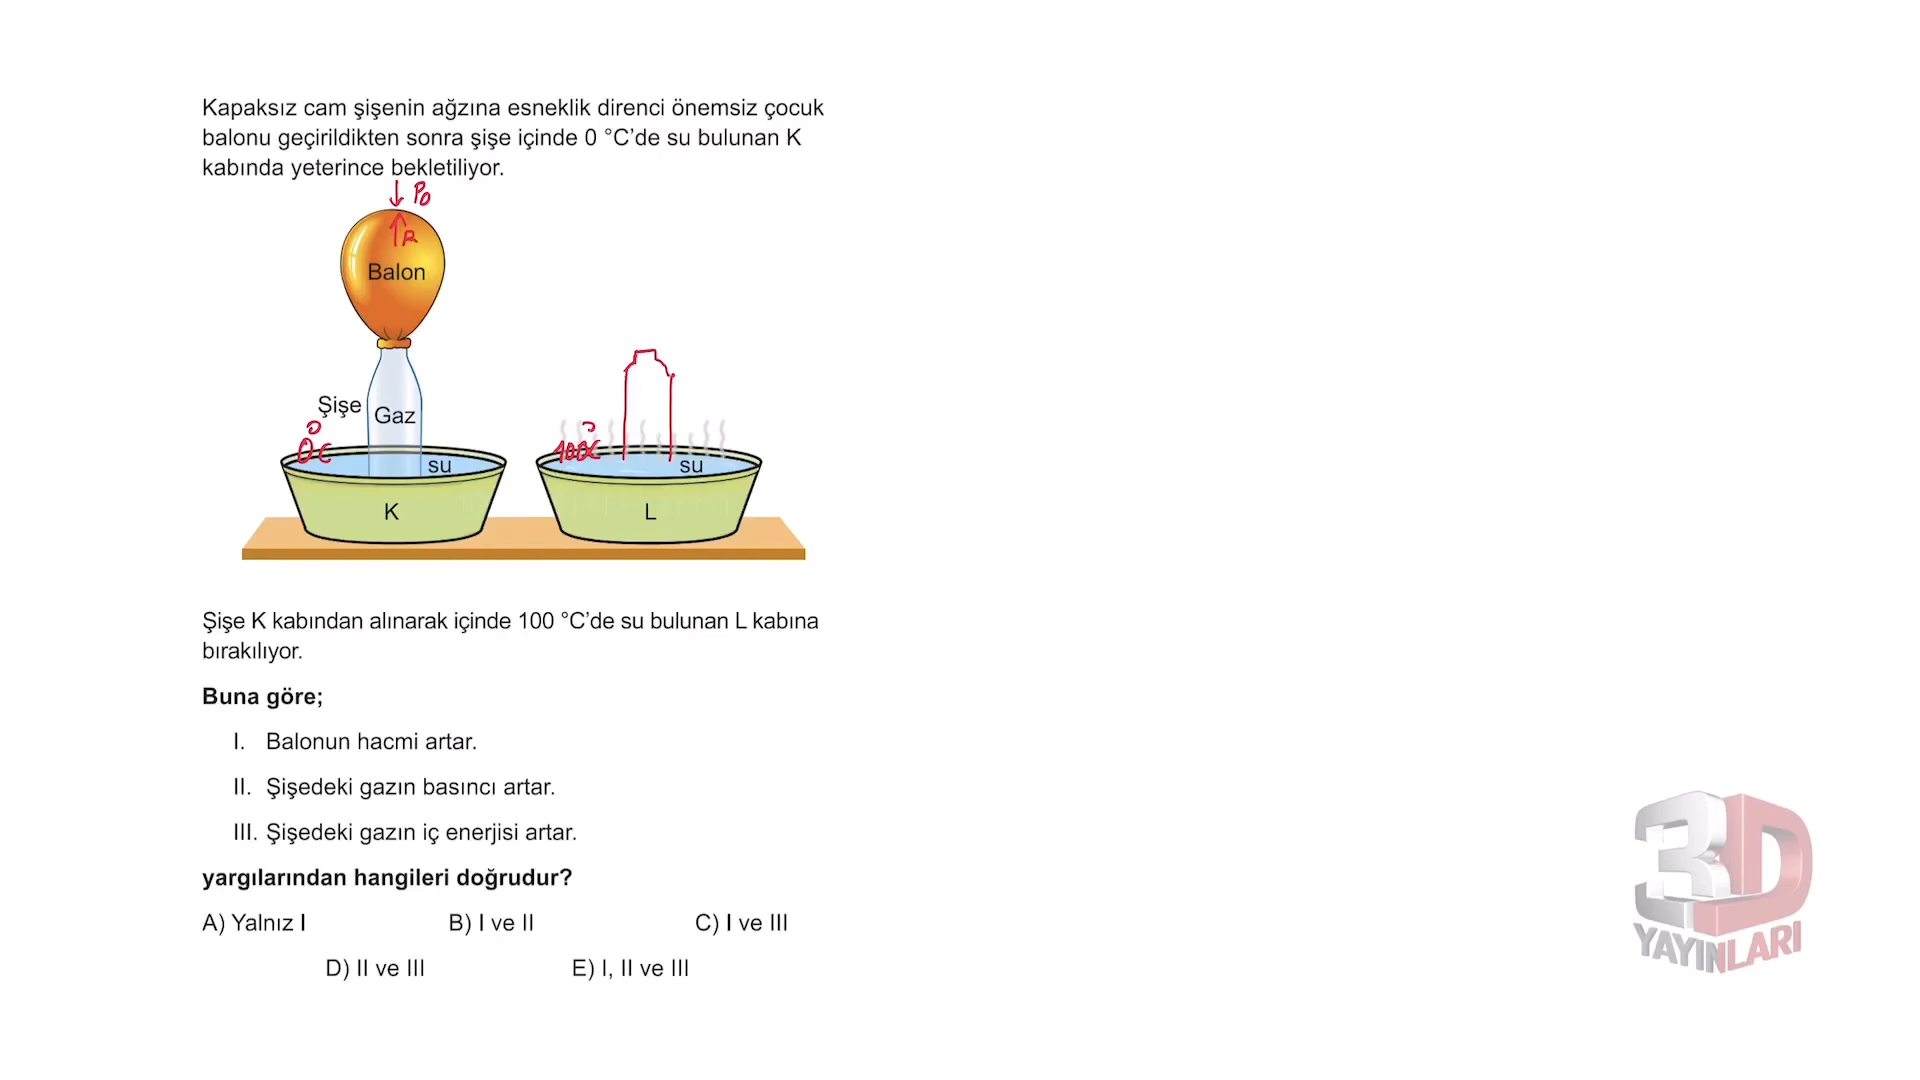 Kapaksız cam şişenin ağzına esneklik direnci önemsiz çocuk
balonu geçirildikten sonra şişe içinde 0 °C’de su bulunan K
kabında yeterince bekletiliyor.
P0
Balon
Şişe
Gaz
0°C
su
K
100°C
su
L
Şişe K kabından alınarak içinde 100 °C’de su bulunan L kabına
bırakılıyor.
Buna göre;
I. Balonun hacmi artar.
II. Şişedeki gazın basıncı artar.
III. Şişedeki gazın iç enerjisi artar.
yargılarından hangileri doğrudur?
A) Yalnız I B) I ve II C) I ve III
D) II ve III E) I, II ve III
3D
YAYINLARI